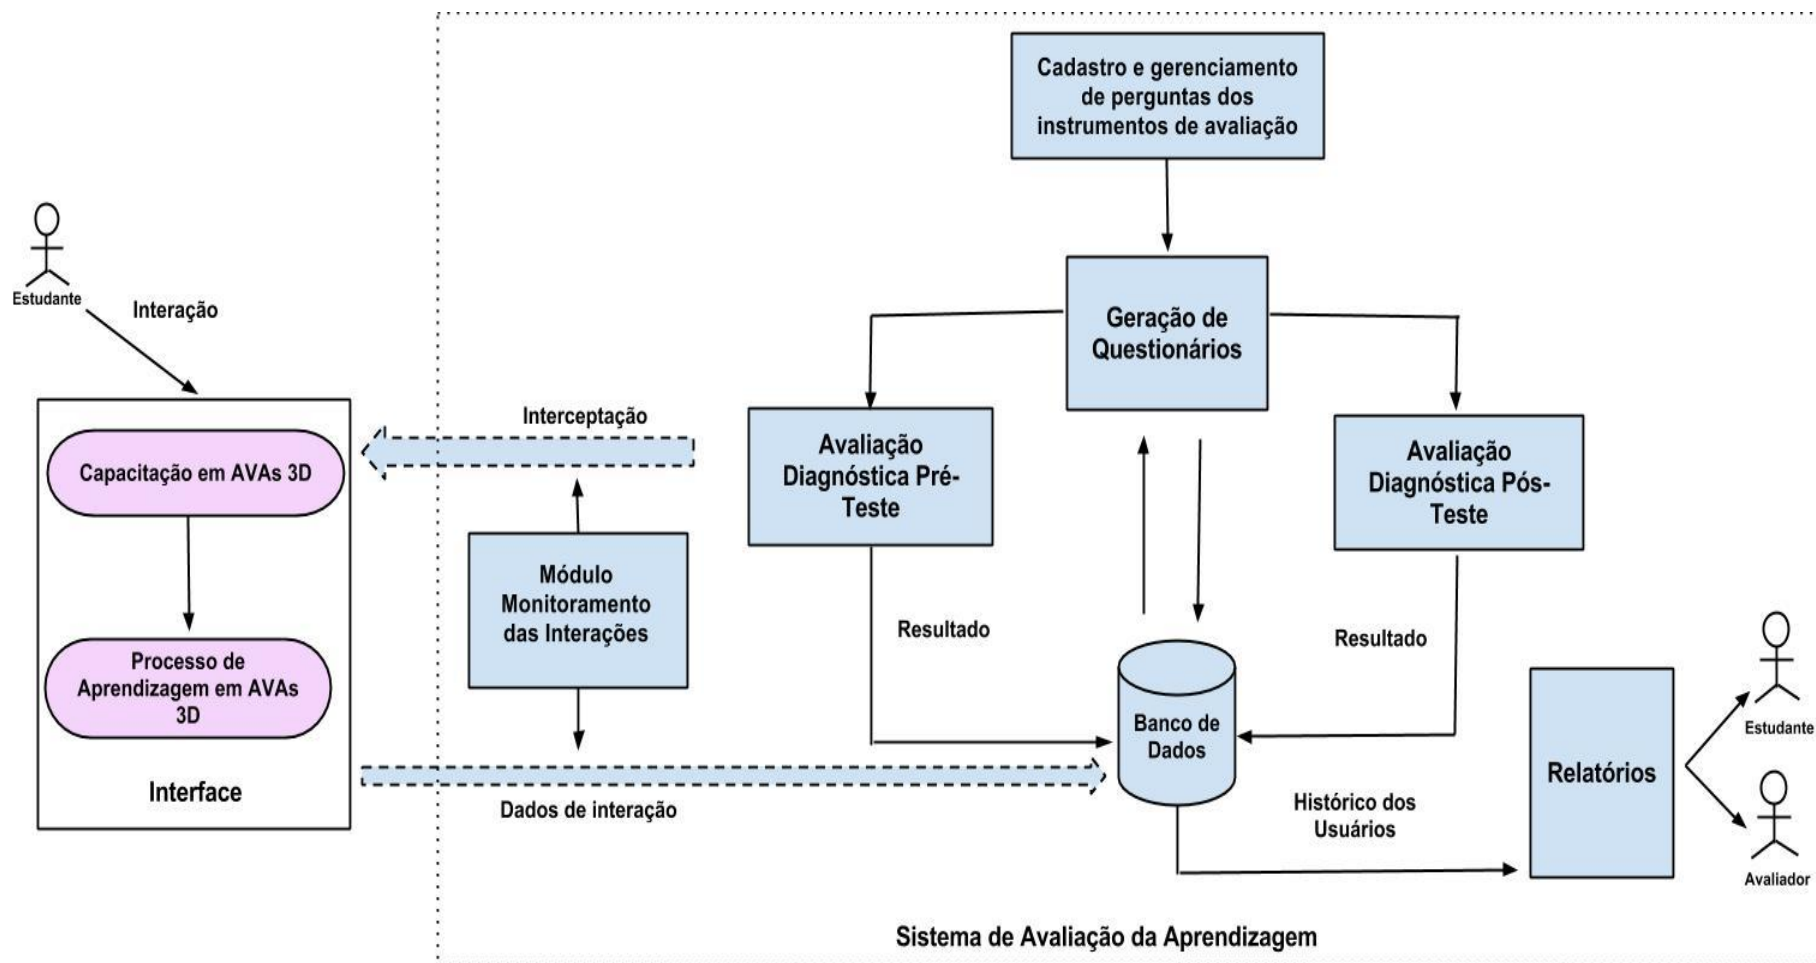 Cadastro e gerenciamento
de perguntas dos
instrumentos de avaliação
Estudante
Interação
Geração de
Questionários
Interceptação
Capacitação em AVAs 3D
Avaliação
Diagnóstica Pré-
Teste
Avaliação
Diagnóstica Pós-
Teste
Módulo
Monitoramento
das Interações
Resultado
Resultado
Processo de
Aprendizagem em AVAs
3D
Interface
Banco de
Dados
Dados de interação
Histórico dos
Usuários
Relatórios
Estudante
Avaliador
Sistema de Avaliação da Aprendizagem